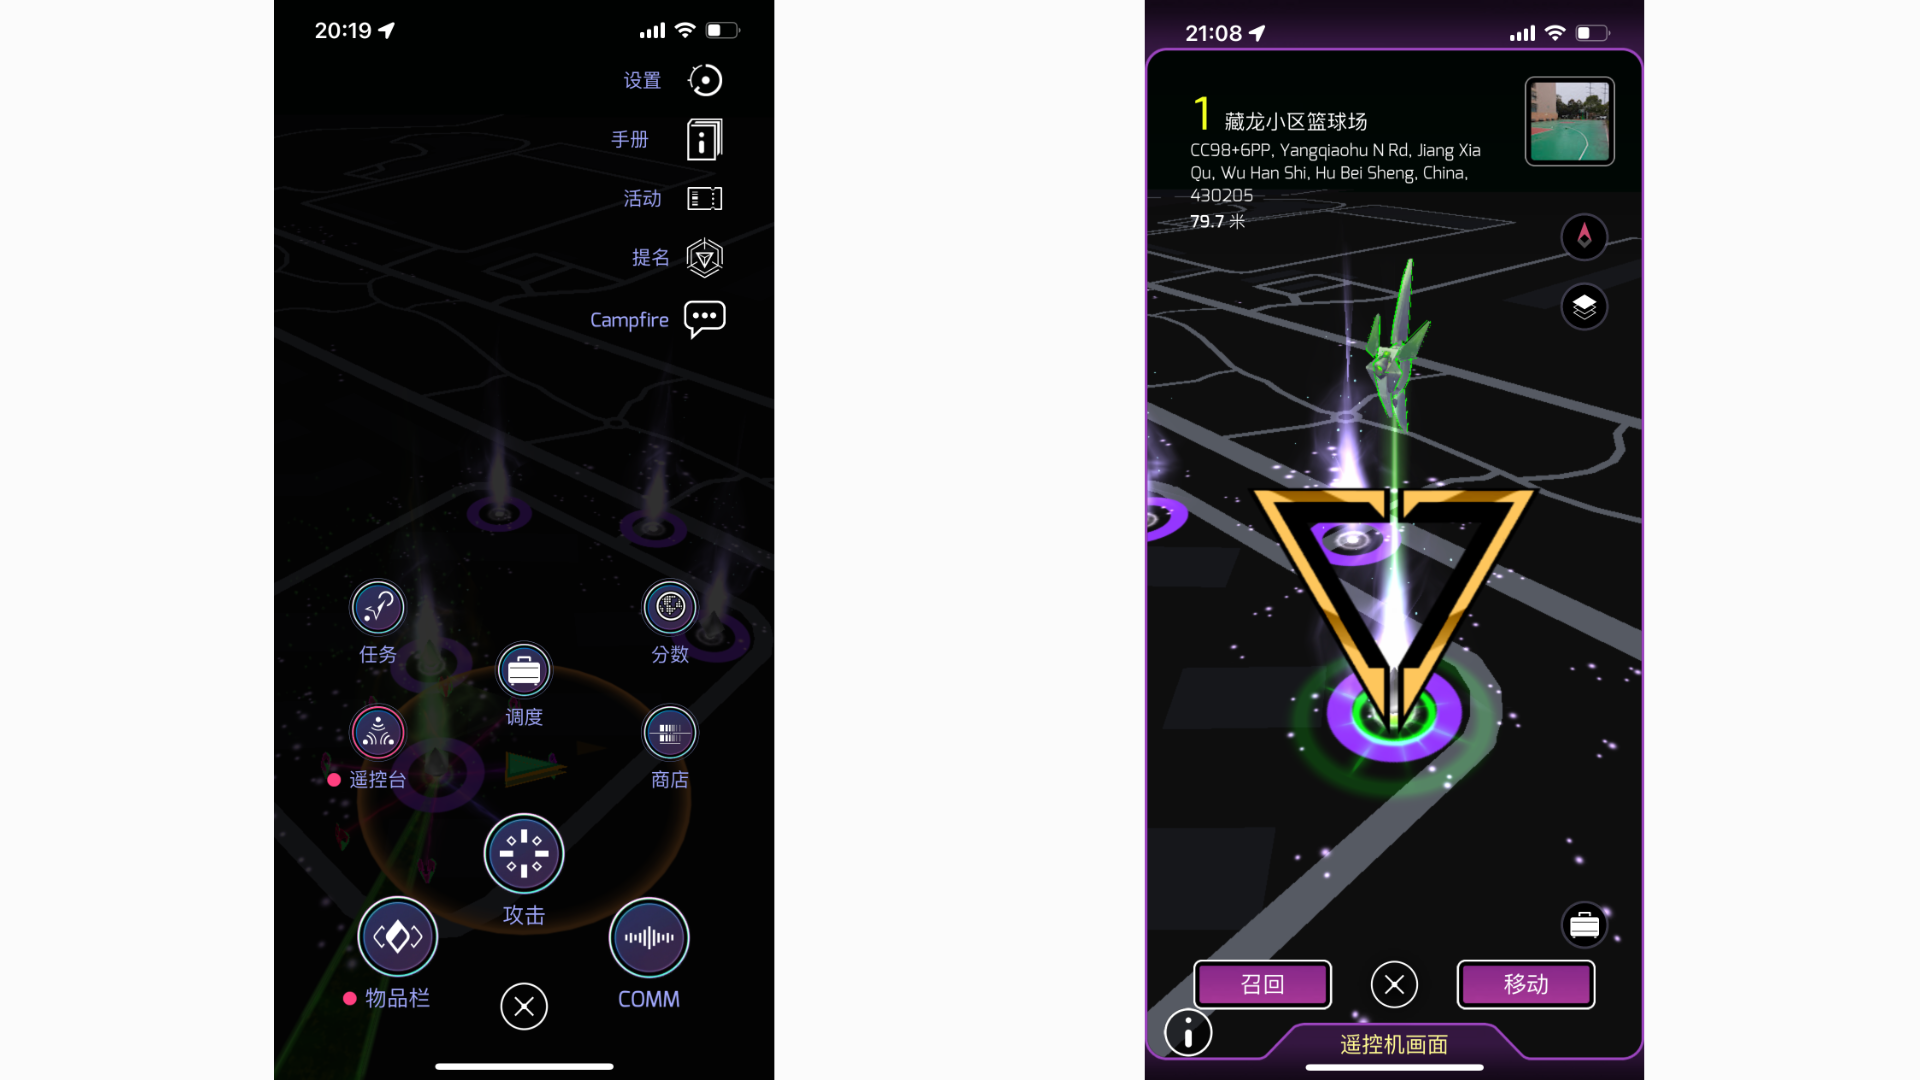 20:19
设置
手册
活动
提名
Campfire
任务
分数
调度
遥控台
商店
攻击
物品栏
COMM
21:08
1 藏龙小区篮球场
CC98+6PP, Yangqiaohu N Rd, Jiang Xia
Qu, Wu Han Shi, Hu Bei Sheng, China,
430205
79.7 米
召回
移动
遥控机画面